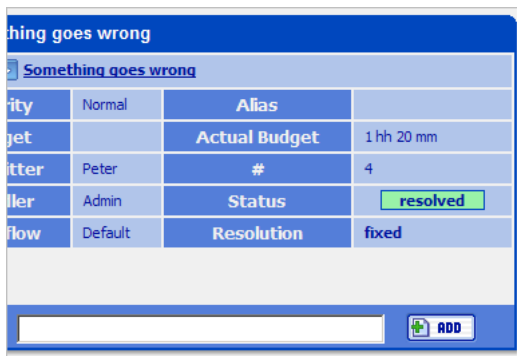 thing goes wrong
Something goes wrong
rity Normal Alias
get Actual Budget 1 hh 20 mm
itter Peter # 4
ller Admin Status resolved
flow Default Resolution fixed
ADD